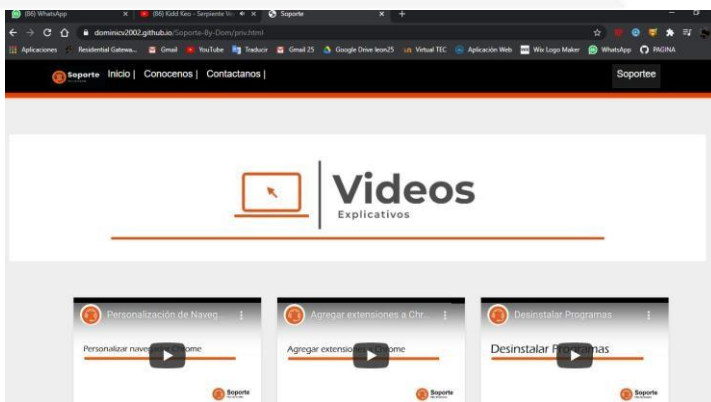 (86) WhatsApp
(86) Kidd Keo - Serpiente Ve
Soporte
dominicv2002.github.io/Soporte-By-Dom/pnv.html
Aplicaciones
Residential Gatewa...
Gmail
YouTube
Traducir
Gmail 25
Google Drive leon25
Virtual TEC
Aplicación Web
Wix Logo Maker
WhatsApp
PAGINA
Soporte
Inicio | Conocenos | Contactanos |
Soportee
Videos
Explicativos
Personalización de Naveg...
Agregar extensiones a Chr...
Desinstalar Programas
Personalizar navegador Chrome
Agregar extensiones a Chrome
Desinstalar Programas
Soporte
Soporte
Soporte